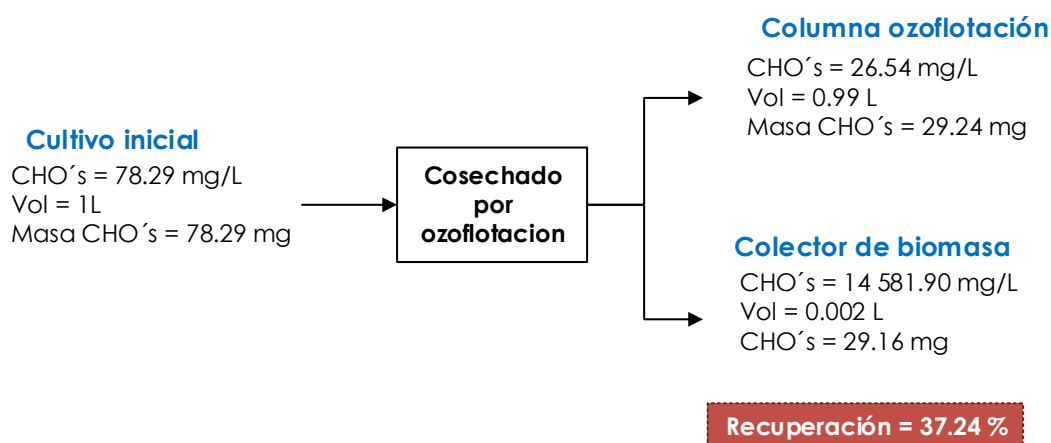 Cultivo inicial
CHO´s = 78.29 mg/L
Vol = 1L
Masa CHO´s = 78.29 mg
Cosechado
por
ozoflotacion
Columna ozoflotación
CHO´s = 26.54 mg/L
Vol = 0.99 L
Masa CHO´s = 29.24 mg
Colector de biomasa
CHO´s = 14 581.90 mg/L
Vol = 0.002 L
CHO´s = 29.16 mg
Recuperación = 37.24 %